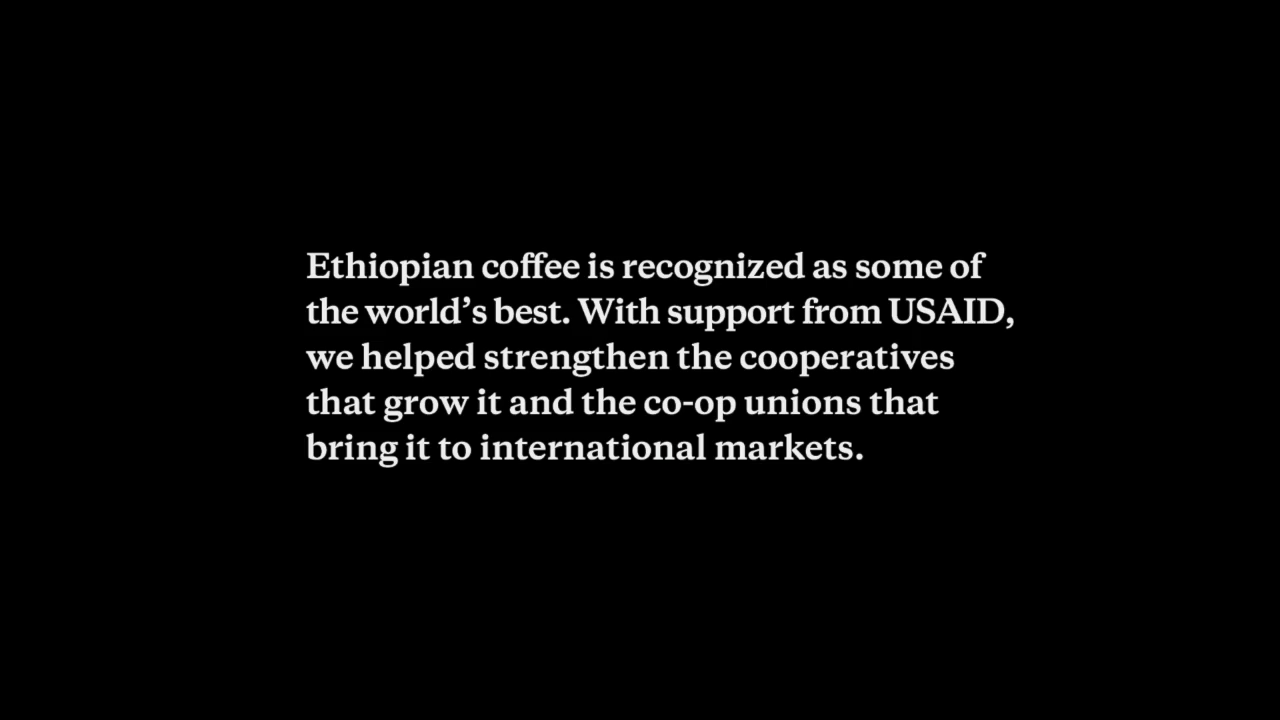 Ethiopian coffee is recognized as some of
the world’s best. With support from USAID,
we helped strengthen the cooperatives
that grow it and the co-op unions that
bring it to international markets.